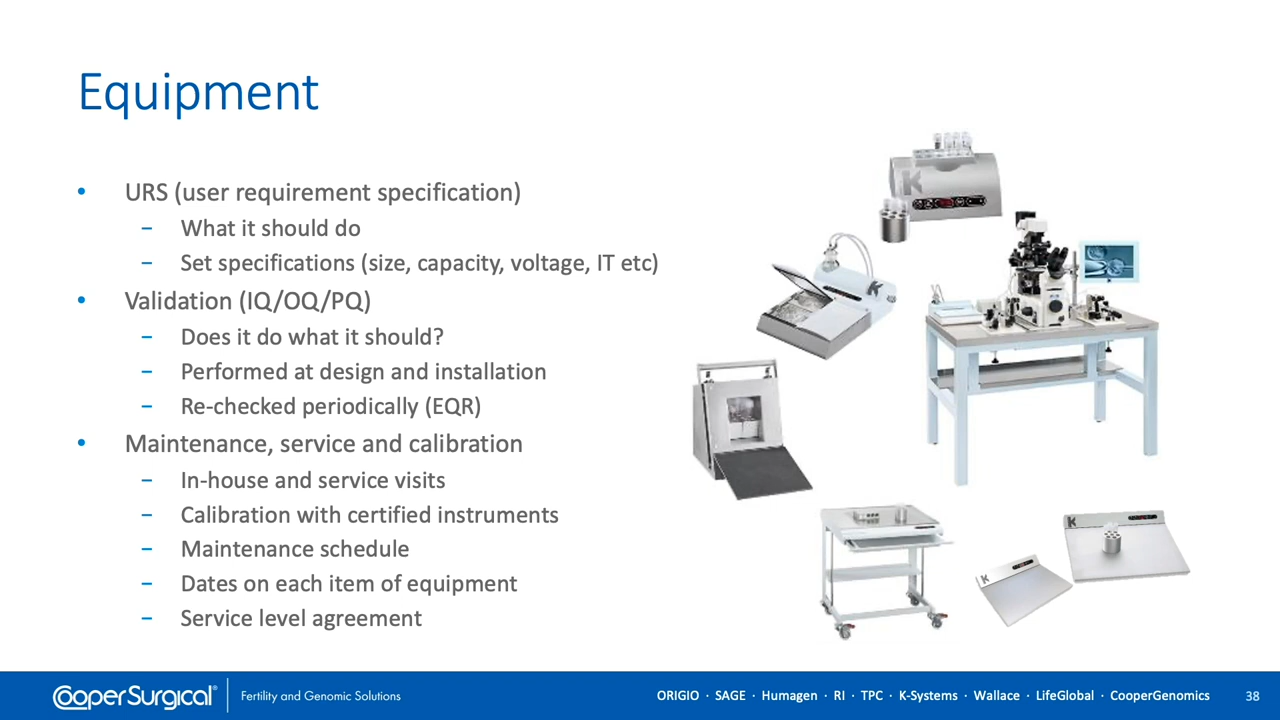 Equipment
• URS (user requirement specification)
– What it should do
– Set specifications (size, capacity, voltage, IT etc)
• Validation (IQ/OQ/PQ)
– Does it do what it should?
– Performed at design and installation
– Re-checked periodically (EQR)
• Maintenance, service and calibration
– In-house and service visits
– Calibration with certified instruments
– Maintenance schedule
– Dates on each item of equipment
– Service level agreement
K
K
K
K
CooperSurgical® Fertility and Genomic Solutions
ORIGIO · SAGE · Humagen · RI · TPC · K-Systems · Wallace · LifeGlobal · CooperGenomics 38